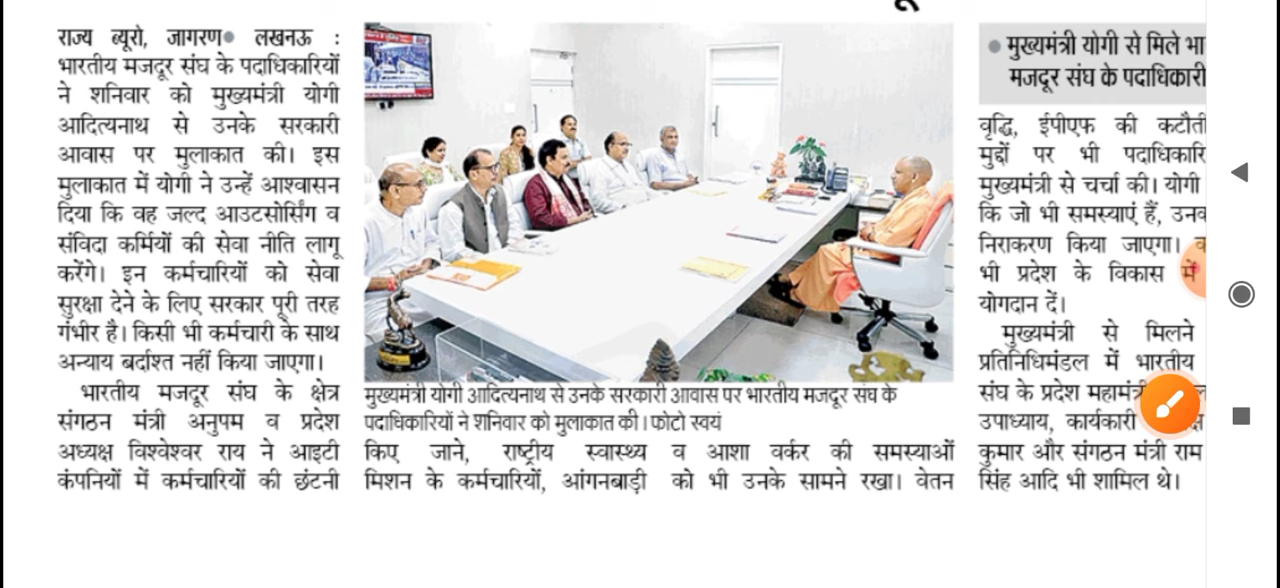 राज्य ब्यूरो, जागरण● लखनऊ :
भारतीय मजदूर संघ के पदाधिकारियों
ने शनिवार को मुख्यमंत्री योगी
आदित्यनाथ से उनके सरकारी
आवास पर मुलाकात की। इस
मुलाकात में योगी ने उन्हें आश्वासन
दिया कि वह जल्द आउटसोर्सिंग व
संविदा कर्मियों की सेवा नीति लागू
करेंगे। इन कर्मचारियों को सेवा
सुरक्षा देने के लिए सरकार पूरी तरह
गंभीर है। किसी भी कर्मचारी के साथ
अन्याय बर्दाश्त नहीं किया जाएगा।
भारतीय मजदूर संघ के क्षेत्र
संगठन मंत्री अनुपम व प्रदेश
अध्यक्ष विश्वेश्वर राय ने आइटी
कंपनियों में कर्मचारियों की छंटनी
मुख्यमंत्री योगी आदित्यनाथ से उनके सरकारी आवास पर भारतीय मजदूर संघ के
पदाधिकारियों ने शनिवार को मुलाकात की। फोटो स्वयं
किए जाने, राष्ट्रीय स्वास्थ्य
मिशन के कर्मचारियों, आंगनबाड़ी
व आशा वर्कर की समस्याओं
को भी उनके सामने रखा। वेतन
● मुख्यमंत्री योगी से मिले भा
मजदूर संघ के पदाधिकारी
वृद्धि, ईपीएफ की कटौती
मुद्दों पर भी पदाधिकारि
मुख्यमंत्री से चर्चा की। योगी
कि जो भी समस्याएं हैं, उनक
निराकरण किया जाएगा।
भी प्रदेश के विकास में
योगदान दें।
मुख्यमंत्री से मिलने
प्रतिनिधिमंडल में भारतीय
संघ के प्रदेश महामंत्री
उपाध्याय, कार्यकारी
कुमार और संगठन मंत्री राम
सिंह आदि भी शामिल थे।